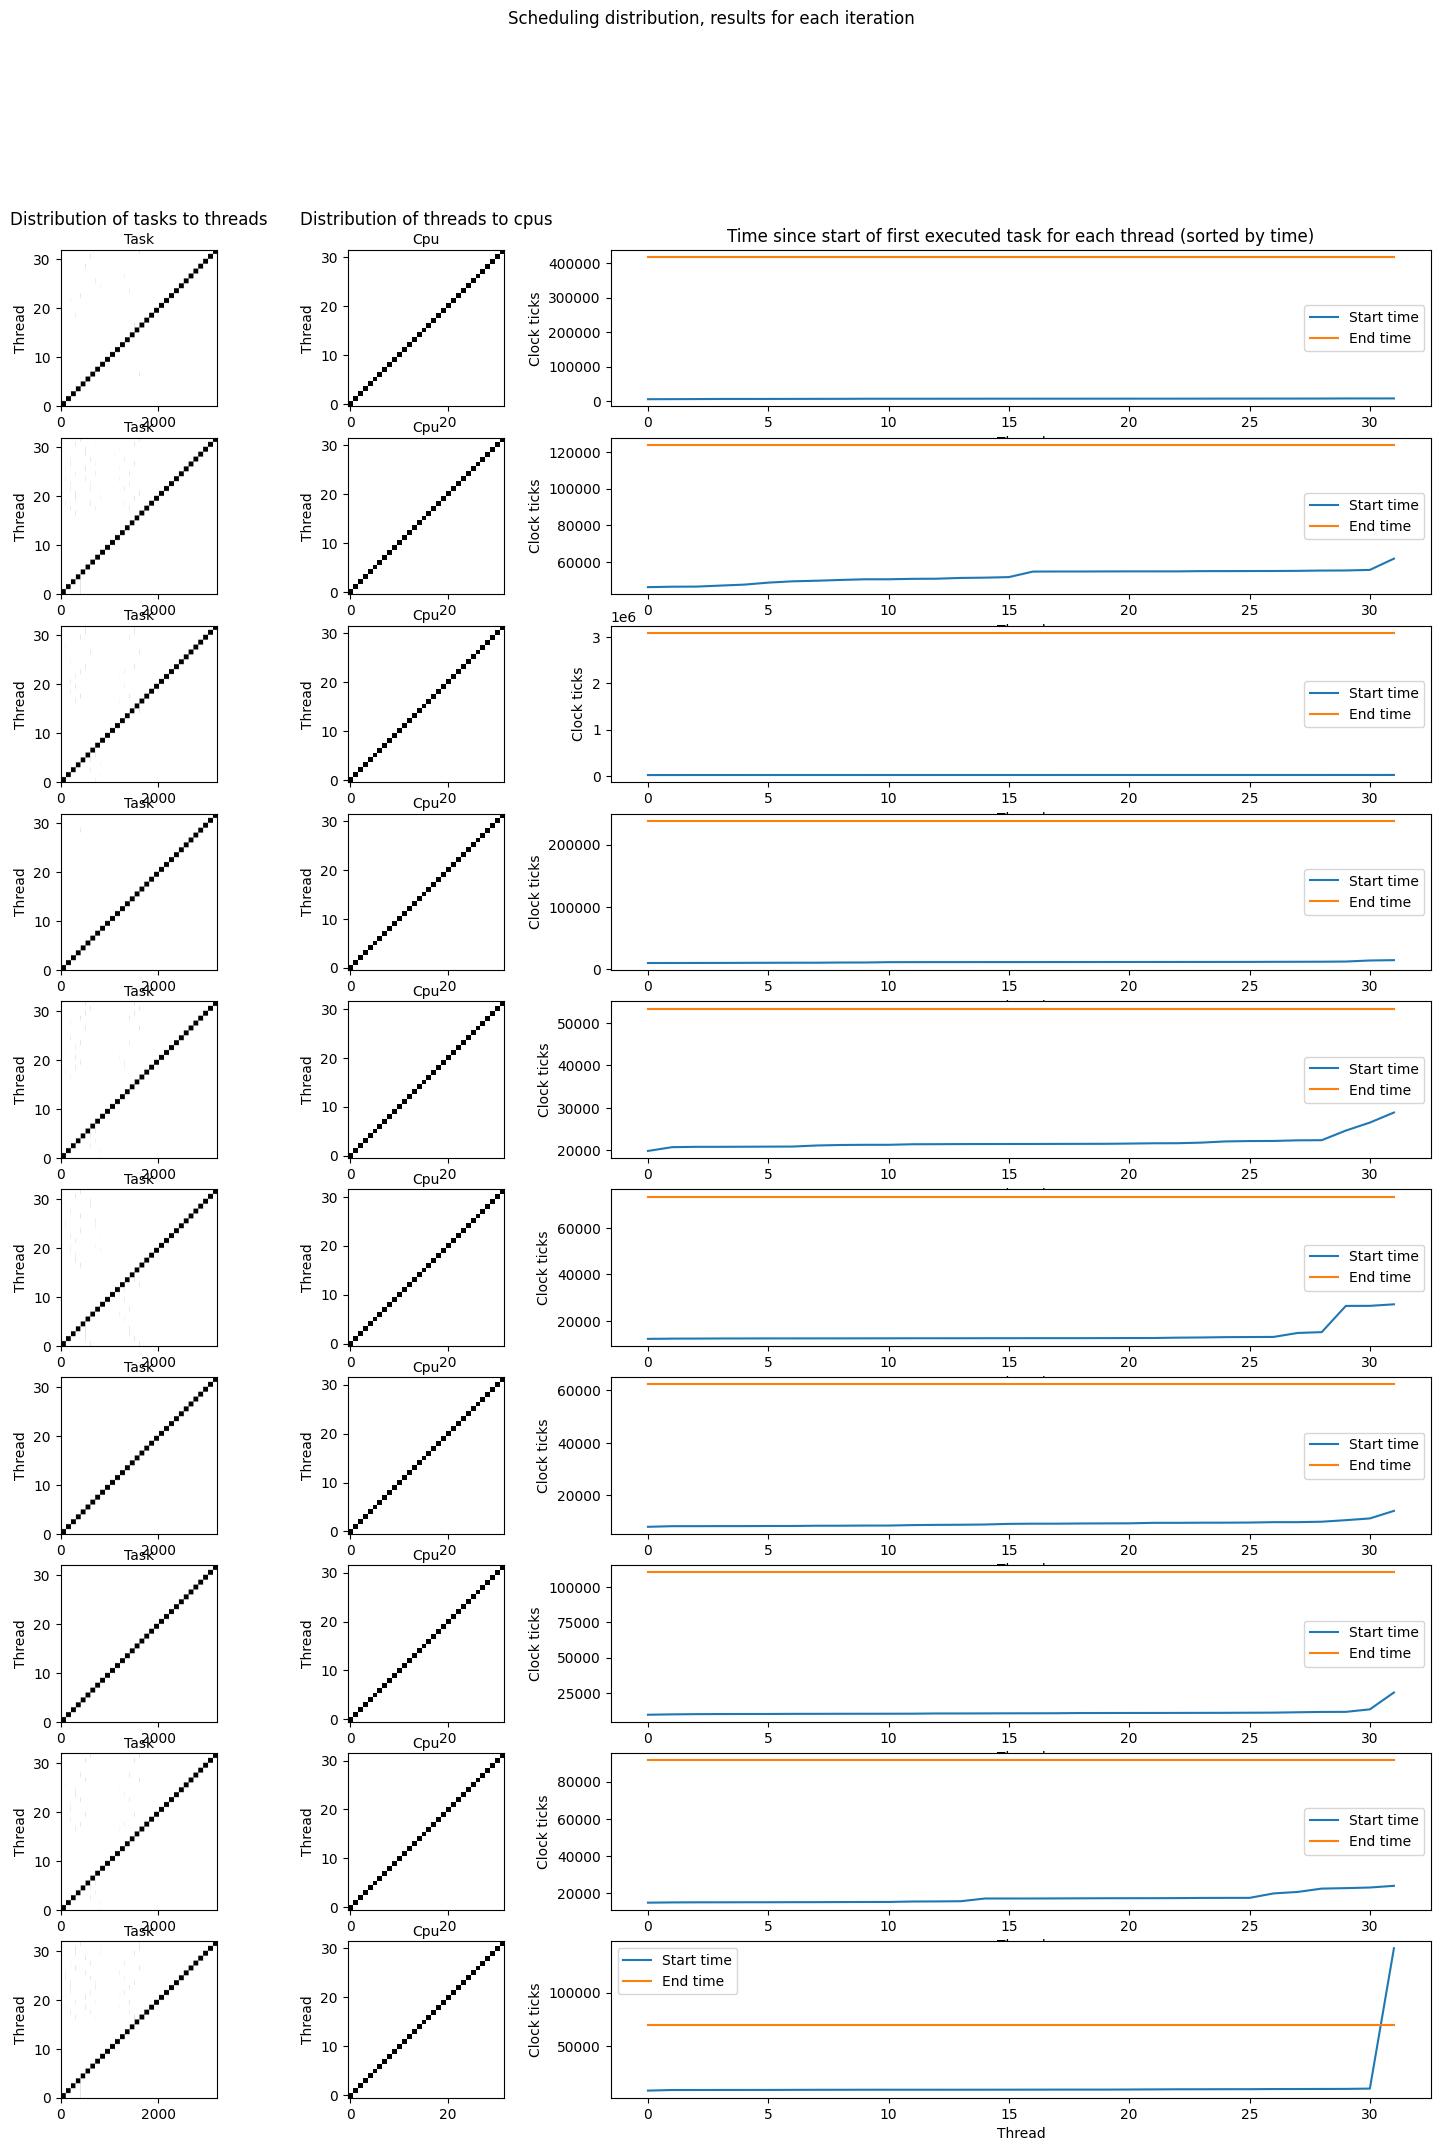 Scheduling distribution, results for each iteration
Distribution of tasks to threads
Distribution of threads to cpus
Time since start of first executed task for each thread (sorted by time)
Task
Thread
30
20
10
0
0
2000
Cpu
Thread
30
20
10
0
0
20
Clock ticks
400000
300000
200000
100000
0
Start time
End time
0 5 10 15 20 25 30
Task
Thread
30
20
10
0
0
2000
Cpu
Thread
30
20
10
0
0
20
Clock ticks
120000
100000
80000
60000
Start time
End time
0 5 10 15 20 25 30
Task
Thread
30
20
10
0
0
2000
Cpu
Thread
30
20
10
0
0
20
1e6
Clock ticks
3
2
1
0
Start time
End time
0 5 10 15 20 25 30
Task
Thread
30
20
10
0
0
2000
Cpu
Thread
30
20
10
0
0
20
Clock ticks
200000
100000
0
Start time
End time
0 5 10 15 20 25 30
Task
Thread
30
20
10
0
0
2000
Cpu
Thread
30
20
10
0
0
20
Clock ticks
50000
40000
30000
20000
Start time
End time
0 5 10 15 20 25 30
Task
Thread
30
20
10
0
0
2000
Cpu
Thread
30
20
10
0
0
20
Clock ticks
60000
40000
20000
Start time
End time
0 5 10 15 20 25 30
Task
Thread
30
20
10
0
0
2000
Cpu
Thread
30
20
10
0
0
20
Clock ticks
60000
40000
20000
Start time
End time
0 5 10 15 20 25 30
Task
Thread
30
20
10
0
0
2000
Cpu
Thread
30
20
10
0
0
20
Clock ticks
100000
75000
50000
25000
Start time
End time
0 5 10 15 20 25 30
Task
Thread
30
20
10
0
0
2000
Cpu
Thread
30
20
10
0
0
20
Clock ticks
80000
60000
40000
20000
Start time
End time
0 5 10 15 20 25 30
Task
Thread
30
20
10
0
0
2000
Cpu
Thread
30
20
10
0
0
20
Clock ticks
100000
50000
Start time
End time
0 5 10 15 20 25 30
Thread